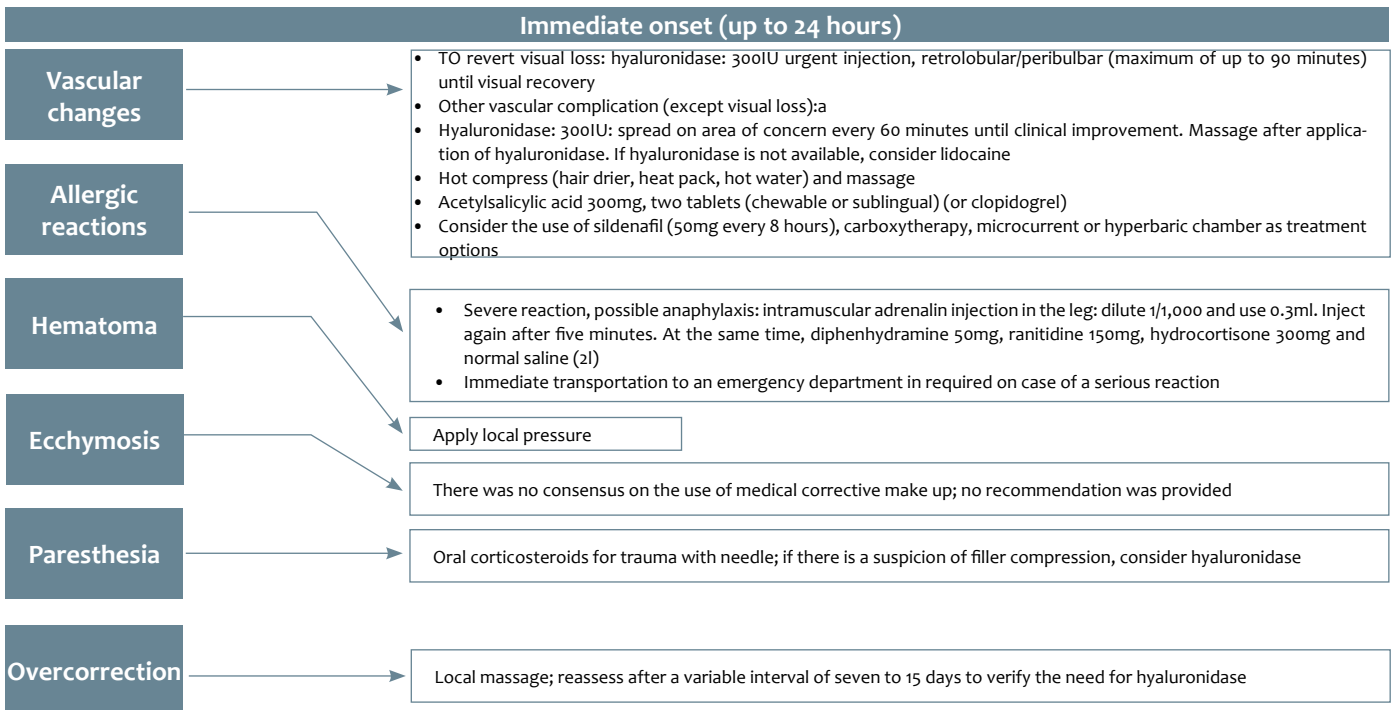 Immediate onset (up to 24 hours)
Vascular
changes
• TO revert visual loss: hyaluronidase: 300IU urgent injection, retrolobular/peribulbar (maximum of up to 90 minutes)
until visual recovery
• Other vascular complication (except visual loss):a
• Hyaluronidase: 300IU: spread on area of concern every 60 minutes until clinical improvement. Massage after applica-
tion of hyaluronidase. If hyaluronidase is not available, consider lidocaine
• Hot compress (hair drier, heat pack, hot water) and massage
• Acetylsalicylic acid 300mg, two tablets (chewable or sublingual) (or clopidogrel)
• Consider the use of sildenafil (50mg every 8 hours), carboxytherapy, microcurrent or hyperbaric chamber as treatment
options
Allergic
reactions
• Severe reaction, possible anaphylaxis: intramuscular adrenalin injection in the leg: dilute 1/1,000 and use 0.3ml. Inject
again after five minutes. At the same time, diphenhydramine 50mg, ranitidine 150mg, hydrocortisone 300mg and
normal saline (2l)
• Immediate transportation to an emergency department in required on case of a serious reaction
Hematoma
Apply local pressure
Ecchymosis
There was no consensus on the use of medical corrective make up; no recommendation was provided
Paresthesia
Oral corticosteroids for trauma with needle; if there is a suspicion of filler compression, consider hyaluronidase
Overcorrection
Local massage; reassess after a variable interval of seven to 15 days to verify the need for hyaluronidase